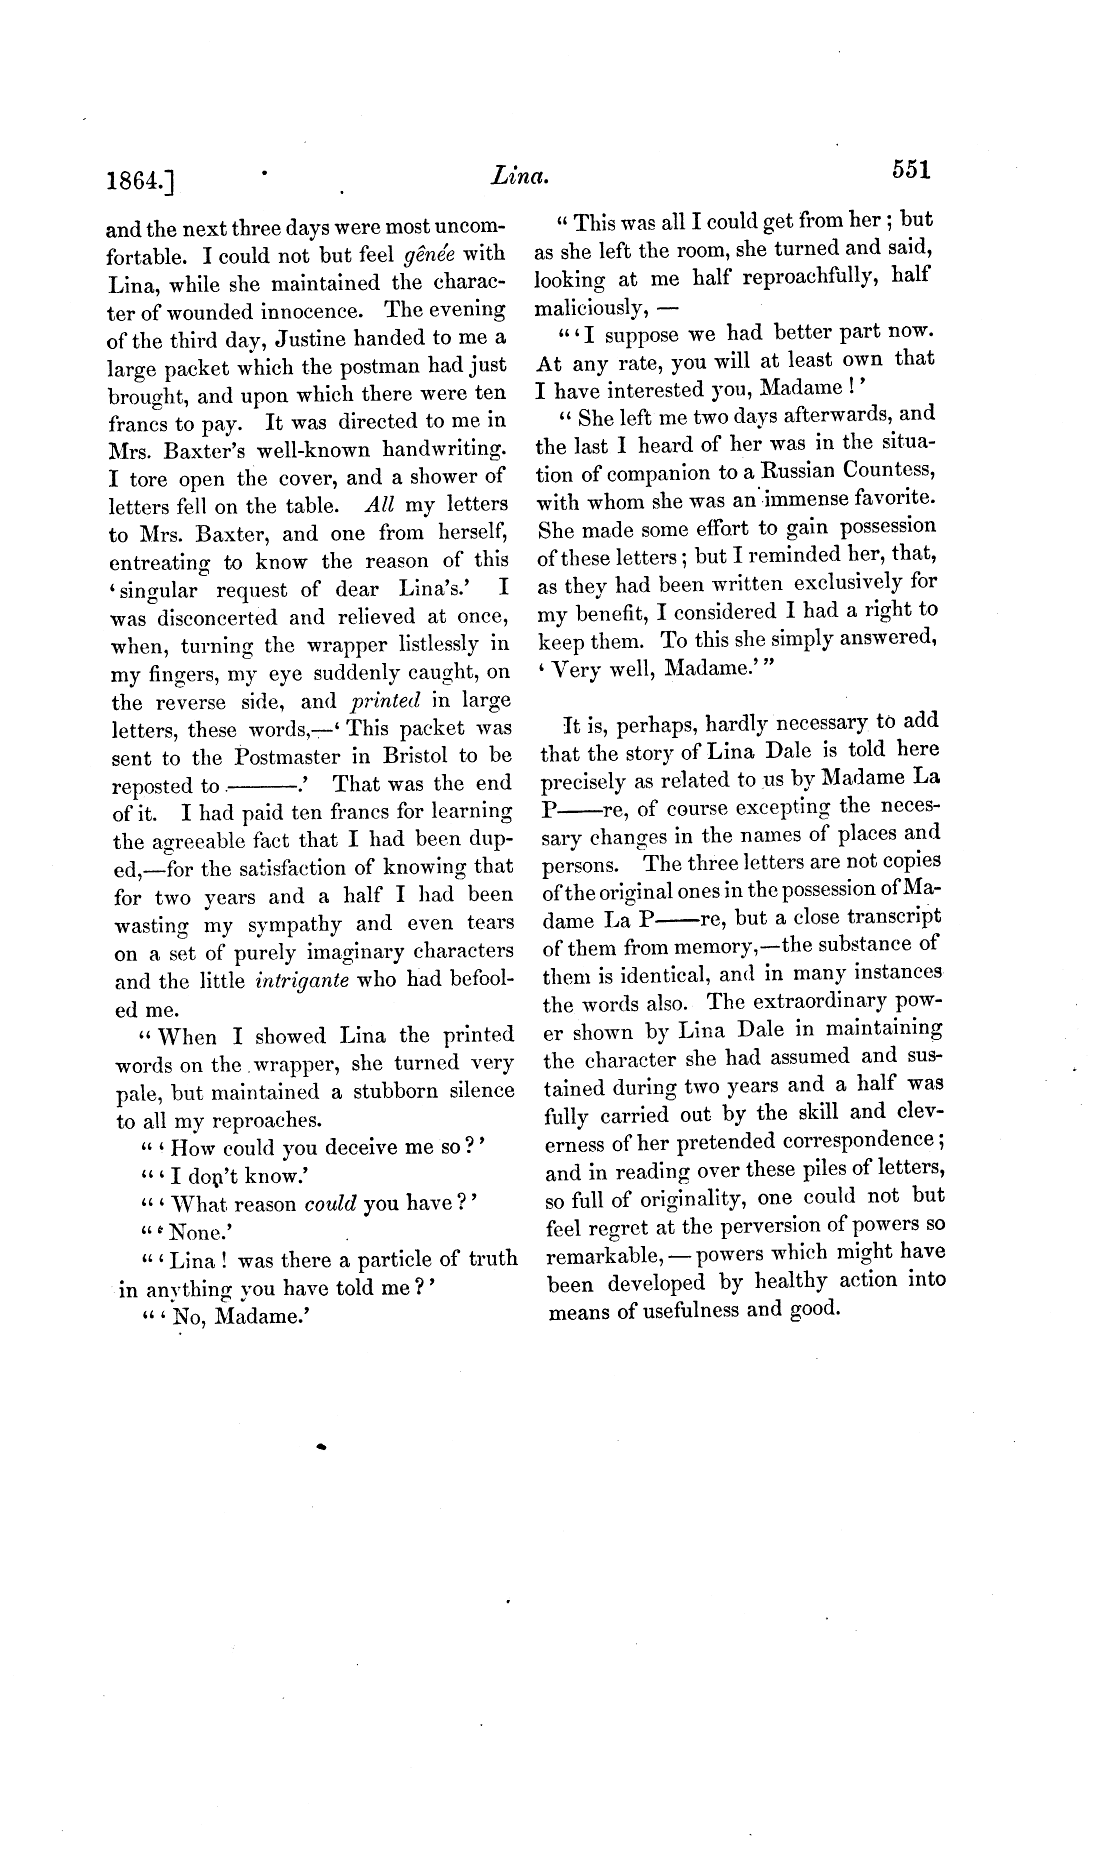 1864.] Lina. 551
and the next three days were most uncom-
fortable. I could not but feel gênée with
Lina, while she maintained the charac-
ter of wounded innocence. The evening
of the third day, Justine handed to me a
large packet which the postman had just
brought, and upon which there were ten
francs to pay. It was directed to me in
Mrs. Baxter's well-known handwriting.
I tore open the cover, and a shower of
letters fell on the table. All my letters
to Mrs. Baxter, and one from herself,
entreating to know the reason of this
‘singular request of dear Lina's.’ I
was disconcerted and relieved at once,
when, turning the wrapper listlessly in
my fingers, my eye suddenly caught, on
the reverse side, and printed in large
letters, these words,—‘This packet was
sent to the Postmaster in Bristol to be
reposted to ———.’ That was the end
of it. I had paid ten francs for learning
the agreeable fact that I had been dup-
ed,—for the satisfaction of knowing that
for two years and a half I had been
wasting my sympathy and even tears
on a set of purely imaginary characters
and the little intrigante who had befool-
ed me.
“When I showed Lina the printed
words on the wrapper, she turned very
pale, but maintained a stubborn silence
to all my reproaches.
“‘How could you deceive me so?’
“‘I don't know.’
“‘What reason could you have?’
“‘None.’
“‘Lina! was there a particle of truth
in anything you have told me?’
“‘No, Madame.’
“This was all I could get from her; but
as she left the room, she turned and said,
looking at me half reproachfully, half
maliciously,—
“‘I suppose we had better part now.
At any rate, you will at least own that
I have interested you, Madame!’
“She left me two days afterwards, and
the last I heard of her was in the situa-
tion of companion to a Russian Countess,
with whom she was an immense favorite.
She made some effort to gain possession
of these letters; but I reminded her, that,
as they had been written exclusively for
my benefit, I considered I had a right to
keep them. To this she simply answered,
‘Very well, Madame.’”
It is, perhaps, hardly necessary to add
that the story of Lina Dale is told here
precisely as related to us by Madame La
P——re, of course excepting the neces-
sary changes in the names of places and
persons. The three letters are not copies
of the original ones in the possession of Ma-
dame La P——re, but a close transcript
of them from memory,—the substance of
them is identical, and in many instances
the words also. The extraordinary pow-
er shown by Lina Dale in maintaining
the character she had assumed and sus-
tained during two years and a half was
fully carried out by the skill and clev-
erness of her pretended correspondence;
and in reading over these piles of letters,
so full of originality, one could not but
feel regret at the perversion of powers so
remarkable,—powers which might have
been developed by healthy action into
means of usefulness and good.